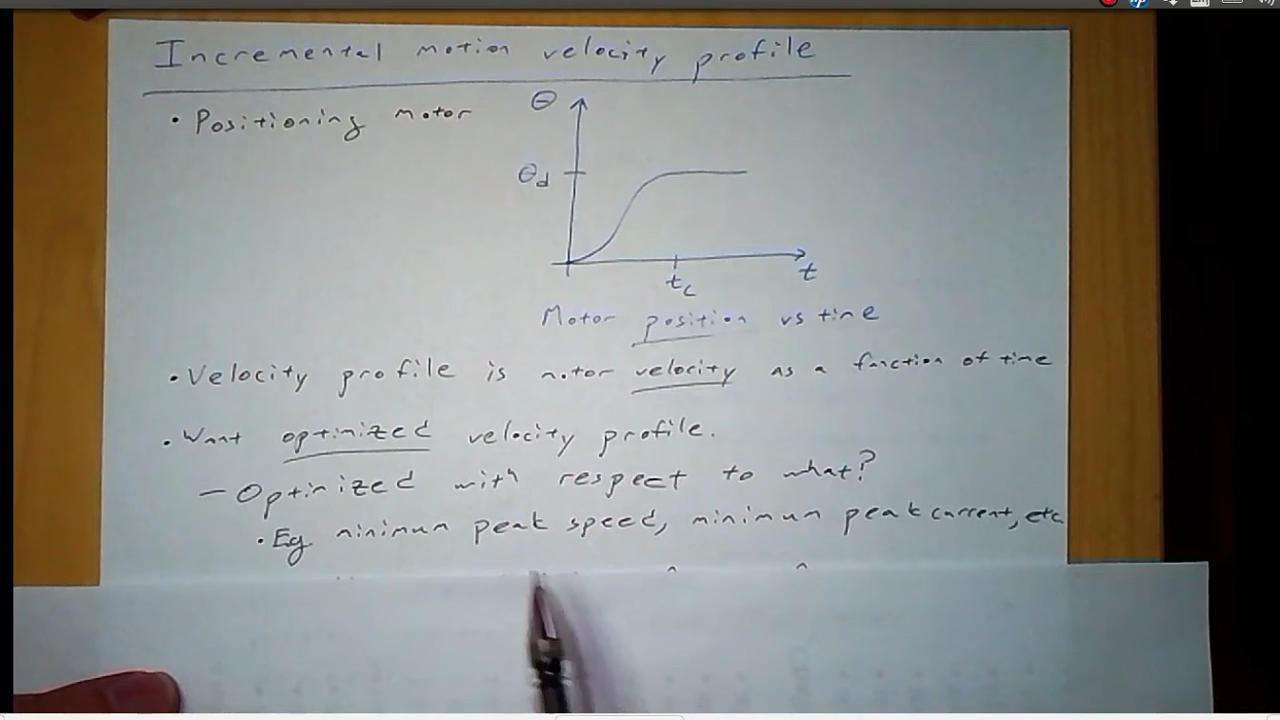 Incremental motion velocity profile
• Positioning motor
Θ
Θd
tc
t
Motor position vs time
• Velocity profile is motor velocity as a function of time
• Want optimized velocity profile.
— Optimized with respect to what?
• Eg minimum peak speed, minimum peak current, etc